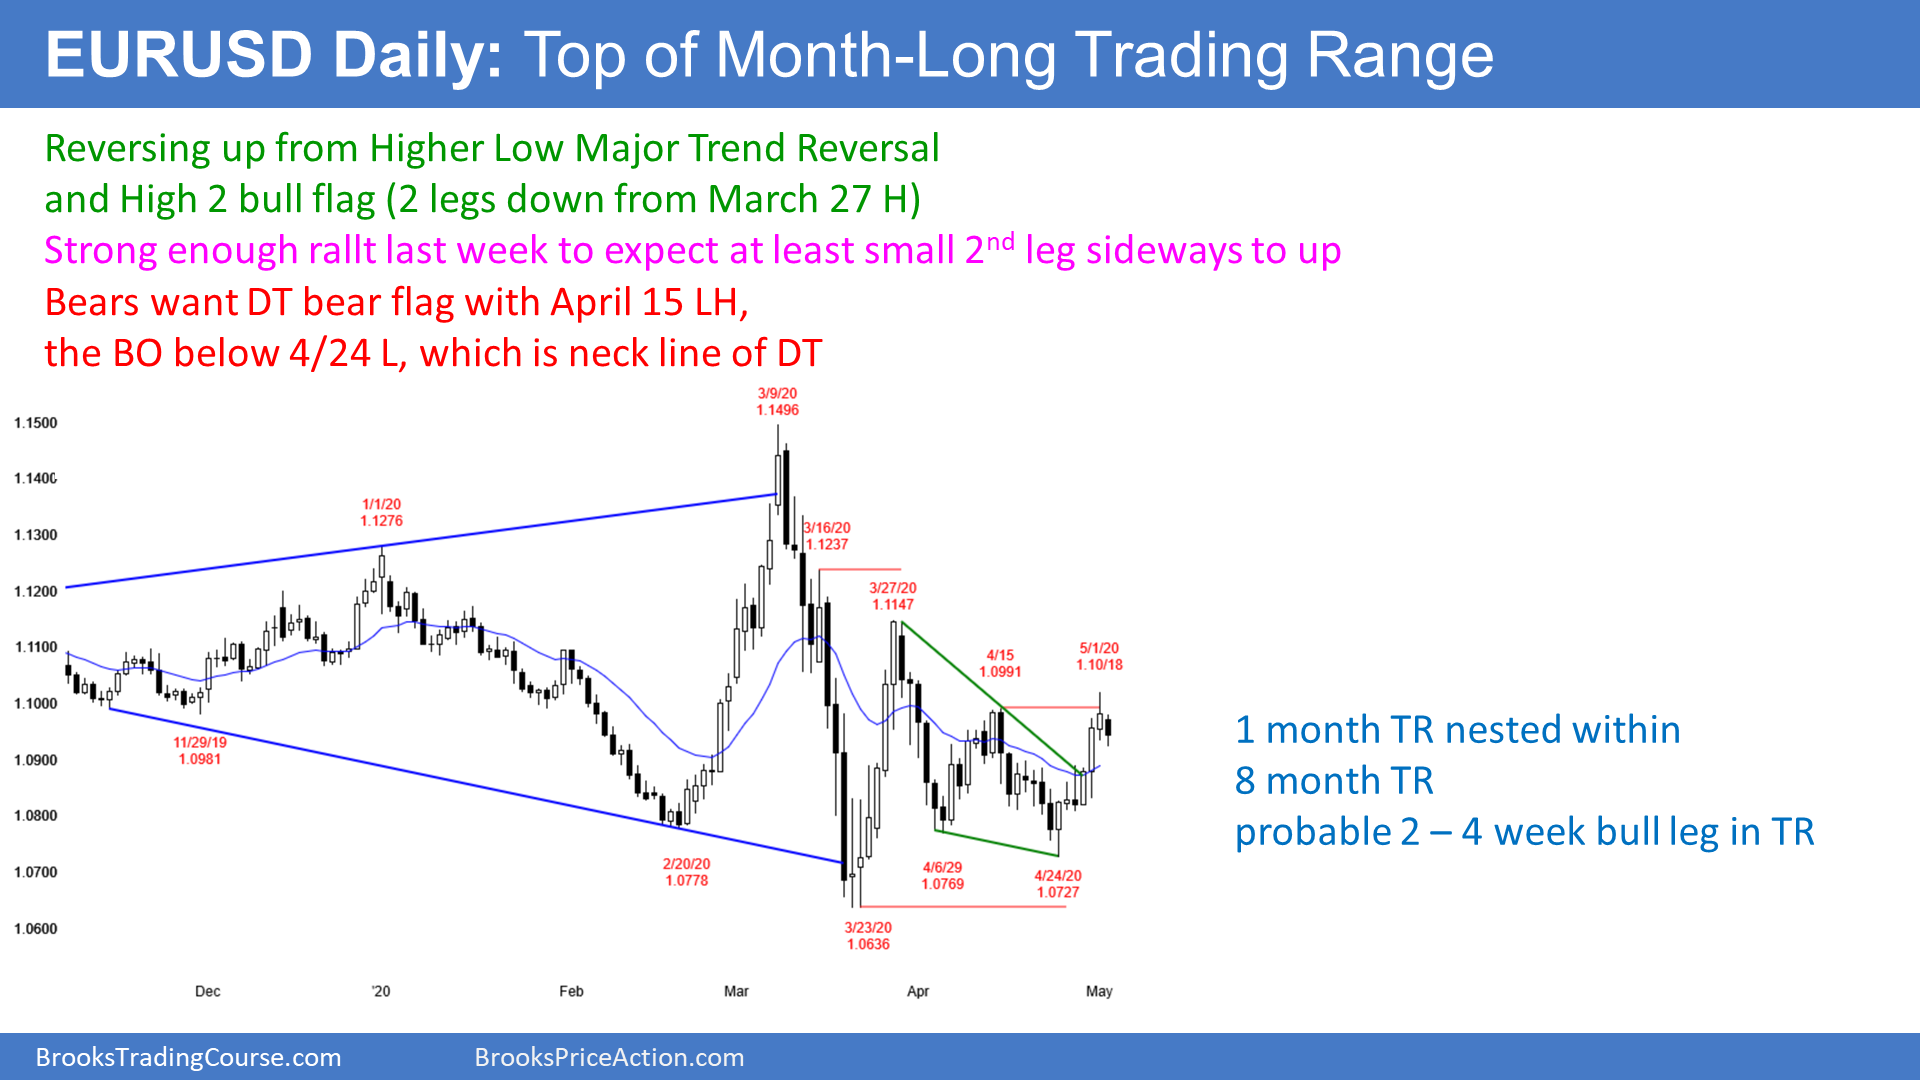 EURUSD Daily: Top of Month-Long Trading Range
Reversing up from Higher Low Major Trend Reversal
and High 2 bull flag (2 legs down from March 27 H)
Strong enough rallt last week to expect at least small 2nd leg sideways to up
Bears want DT bear flag with April 15 LH,
the BO below 4/24 L, which is neck line of DT
3/9/20
1.1496
1.1500
1.1400
1/1/20
1.1276
3/16/20
1.1237
1.1300
3/27/20
1.1147
1.1200
4/15
1.0991
5/1/20
1.10/18
1.1100
1.1000
11/29/19
1.0981
1 month TR nested within
8 month TR
probable 2 – 4 week bull leg in TR
1.0900
1.0800
2/20/20
1.0778
4/6/29
1.0769
4/24/20
1.0727
1.0700
3/23/20
1.0636
1.0600
Dec
'20
Feb
Mar
Apr
May
BrooksTradingCourse.com
BrooksPriceAction.com